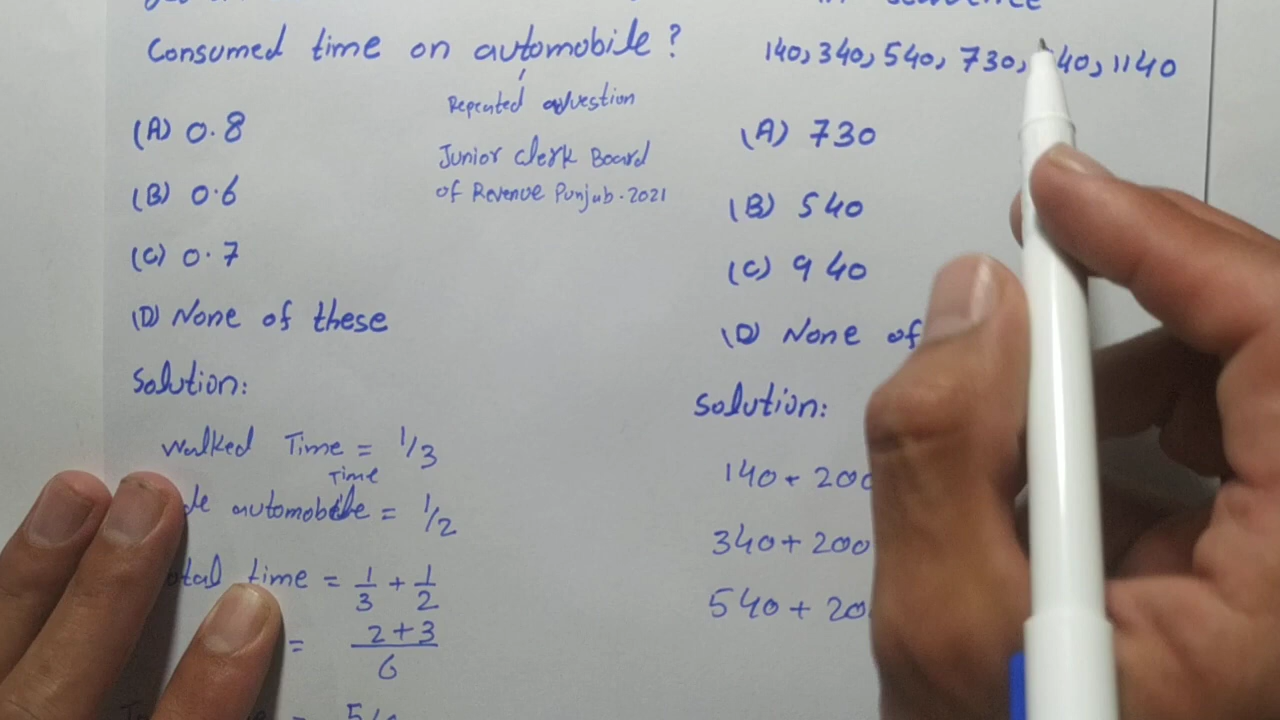 Consumed time on automobile ?
Repeated question
(A) 0.8
Junior Clerk Board
of Revenue Punjab. 2021
(B) 0.6
(C) 0.7
(D) None of these
Solution:
Walked Time = 1/3
Time
automobile = 1/2
total time = 1/3 + 1/2
= 2+3/6
140, 340, 540, 730, 40, 1140
(A) 730
(B) 540
(C) 940
(D) None of
Solution:
140 + 200
340 + 200
540 + 20